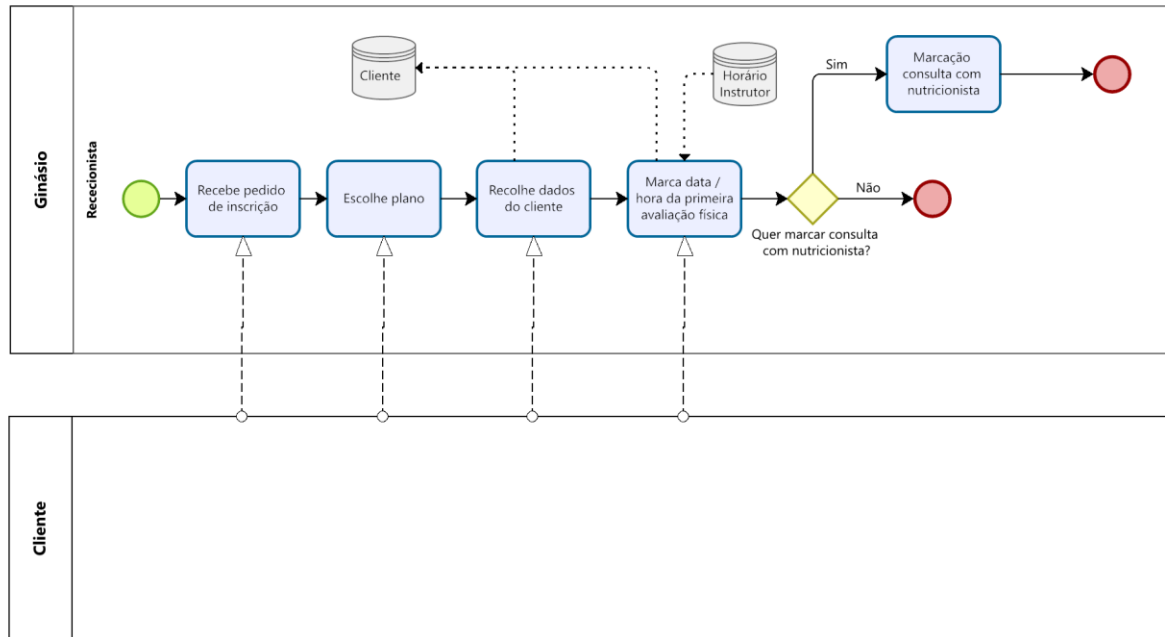 Ginásio
Rececionista
Cliente
Horário
Instrutor
Sim
Marcação
consulta com
nutricionista
Recebe pedido
de inscrição
Escolhe plano
Recolhe dados
do cliente
Marca data /
hora da primeira
avaliação física
Não
Quer marcar consulta
com nutricionista?
Cliente